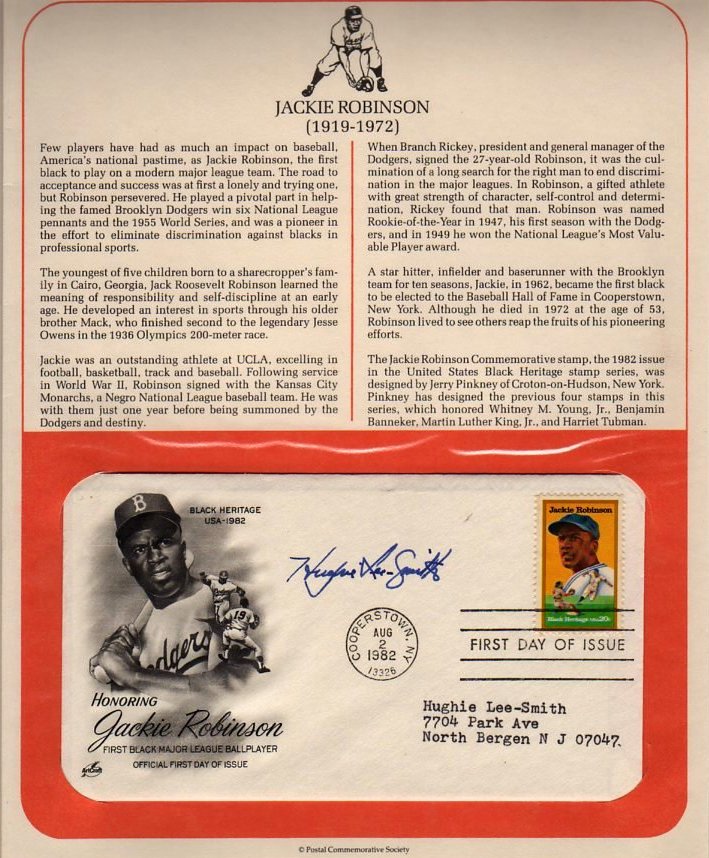 JACKIE ROBINSON
(1919-1972)
Few players have had as much an impact on baseball,
America's national pastime, as Jackie Robinson, the first
black to play on a modern major league team. The road to
acceptance and success was at first a lonely and trying one,
but Robinson persevered. He played a pivotal part in help-
ing the famed Brooklyn Dodgers win six National League
pennants and the 1955 World Series, and was a pioneer in
the effort to eliminate discrimination against blacks in
professional sports.
The youngest of five children born to a sharecropper's fam-
ily in Cairo, Georgia, Jack Roosevelt Robinson learned the
meaning of responsibility and self-discipline at an early
age. He developed an interest in sports through his older
brother Mack, who finished second to the legendary Jesse
Owens in the 1936 Olympics 200-meter race.
Jackie was an outstanding athlete at UCLA, excelling in
football, basketball, track and baseball. Following service
in World War II, Robinson signed with the Kansas City
Monarchs, a Negro National League baseball team. He was
with them just one year before being summoned by the
Dodgers and destiny.
When Branch Rickey, president and general manager of the
Dodgers, signed the 27-year-old Robinson, it was the cul-
mination of a long search for the right man to end discrimi-
nation in the major leagues. In Robinson, a gifted athlete
with great strength of character, self-control and determi-
nation, Rickey found that man. Robinson was named
Rookie-of-the-Year in 1947, his first season with the Dodg-
ers, and in 1949 he won the National League's Most Valu-
able Player award.
A star hitter, infielder and baserunner with the Brooklyn
team for ten seasons, Jackie, in 1962, became the first black
to be elected to the Baseball Hall of Fame in Cooperstown,
New York. Although he died in 1972 at the age of 53,
Robinson lived to see others reap the fruits of his pioneering
efforts.
The Jackie Robinson Commemorative stamp, the 1982 issue
in the United States Black Heritage stamp series, was
designed by Jerry Pinkney of Croton-on-Hudson, New York.
Pinkney has designed the previous four stamps in this
series, which honored Whitney M. Young, Jr., Benjamin
Banneker, Martin Luther King, Jr., and Harriet Tubman.
BLACK HERITAGE
USA-1982
B
19
Dodgers
HONORING
Jackie Robinson
FIRST BLACK MAJOR LEAGUE BALLPLAYER
OFFICIAL FIRST DAY OF ISSUE
ArtCraft
Hughie Lee-Smith
COOPERSTOWN, NY
AUG
2
1982
13326
Jackie Robinson
Black Heritage USA 20c
FIRST DAY OF ISSUE
Hughie Lee-Smith
7704 Park Ave
North Bergen N J 07047.
© Postal Commemorative Society